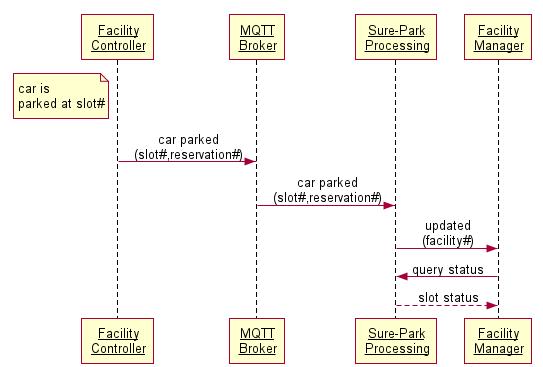 Facility
Controller
MQTT
Broker
Sure-Park
Processing
Facility
Manager
car is
parked at slot#
car parked
(slot#,reservation#)
car parked
(slot#,reservation#)
updated
(facility#)
query status
slot status
Facility
Controller
MQTT
Broker
Sure-Park
Processing
Facility
Manager